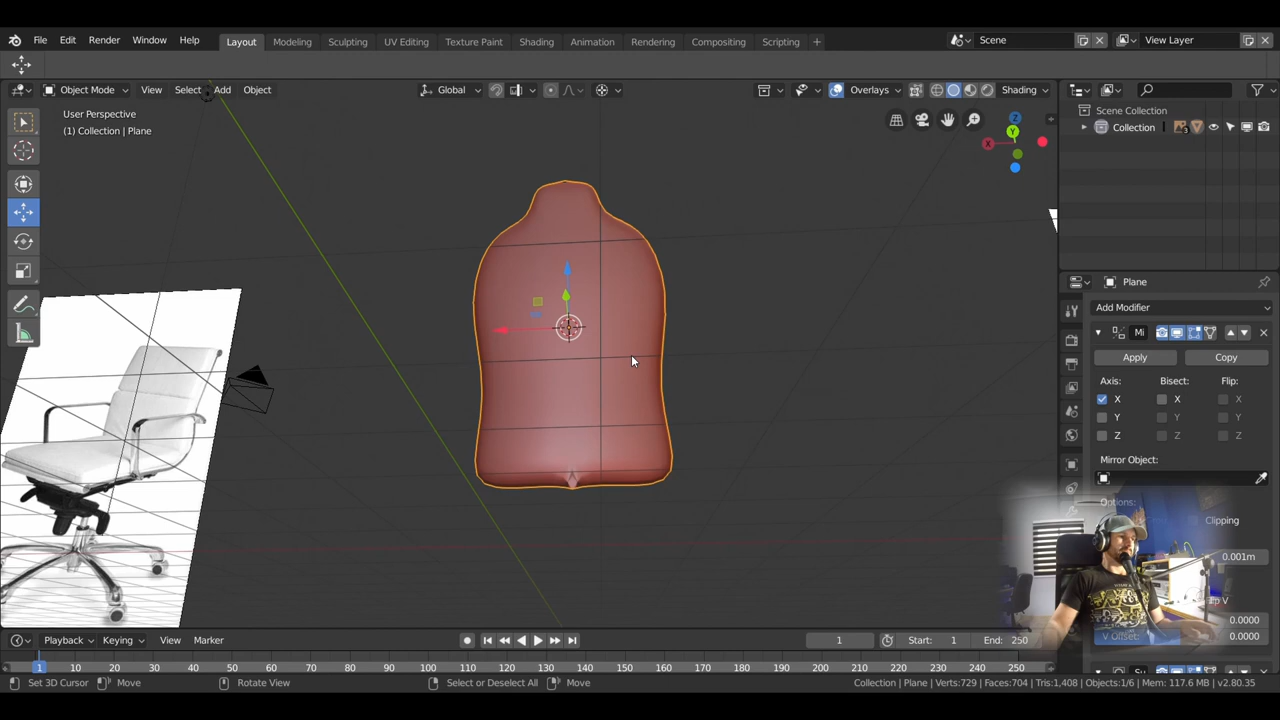 File Edit Render Window Help Layout Modeling Sculpting UV Editing Texture Paint Shading Animation Rendering Compositing Scripting + Scene View Layer
Object Mode View Select Add Object Global Overlays Shading
User Perspective
(1) Collection | Plane
X Y Z
Scene Collection
Collection 3
Plane
Add Modifier
Mi
Apply Copy
Axis: Bisect: Flip:
X X X
Y Y Y
Z Z Z
Mirror Object:
Options:
Clipping
0.001m
0.0000
V Offset: 0.0000
Playback Keying View Marker 1 Start: 1 End: 250
1 10 20 30 40 50 60 70 80 90 100 110 120 130 140 150 160 170 180 190 200 210 220 230 240 250
Set 3D Cursor Move Rotate View Select or Deselect All Move Collection | Plane | Verts:729 | Faces:704 | Tris:1,408 | Objects:1/6 | Mem: 117.6 MB | v2.80.35